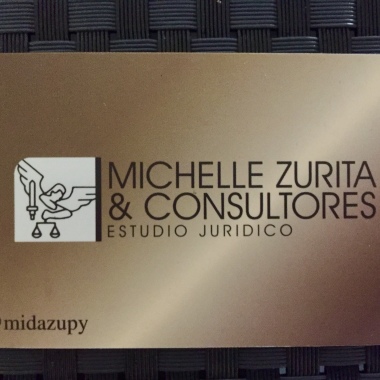 MICHELLE ZURITA
& CONSULTORES
ESTUDIO JURIDICO
midazupy